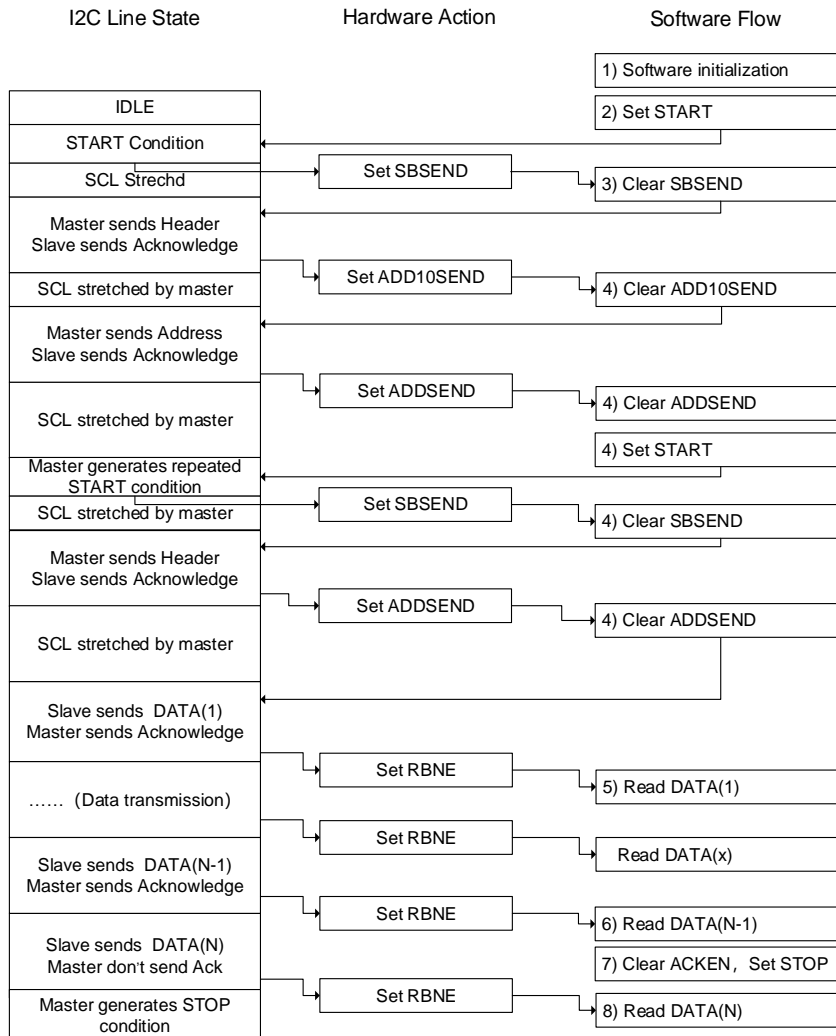 I2C Line State
Hardware Action
Software Flow
1) Software initialization
IDLE
2) Set START
START Condition
Set SBSEND
SCL Strechd
3) Clear SBSEND
Master sends Header
Slave sends Acknowledge
Set ADD10SEND
SCL stretched by master
4) Clear ADD10SEND
Master sends Address
Slave sends Acknowledge
Set ADDSEND
4) Clear ADDSEND
SCL stretched by master
4) Set START
Master generates repeated
START condition
Set SBSEND
SCL stretched by master
4) Clear SBSEND
Master sends Header
Slave sends Acknowledge
Set ADDSEND
4) Clear ADDSEND
SCL stretched by master
Slave sends DATA(1)
Master sends Acknowledge
Set RBNE
5) Read DATA(1)
…… (Data transmission)
Set RBNE
Read DATA(x)
Slave sends DATA(N-1)
Master sends Acknowledge
Set RBNE
6) Read DATA(N-1)
Slave sends DATA(N)
Master don't send Ack
7) Clear ACKEN, Set STOP
Set RBNE
8) Read DATA(N)
Master generates STOP
condition